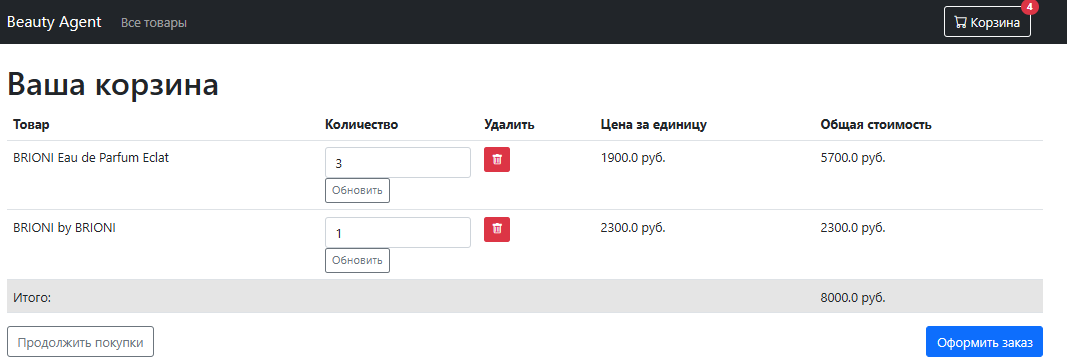 Beauty Agent Все товары Корзина 4
Ваша корзина
Товар Количество Удалить Цена за единицу Общая стоимость
BRIONI Eau de Parfum Eclat 3 1900.0 руб. 5700.0 руб.
Обновить
BRIONI by BRIONI 1 2300.0 руб. 2300.0 руб.
Обновить
Итого: 8000.0 руб.
Продолжить покупки Оформить заказ